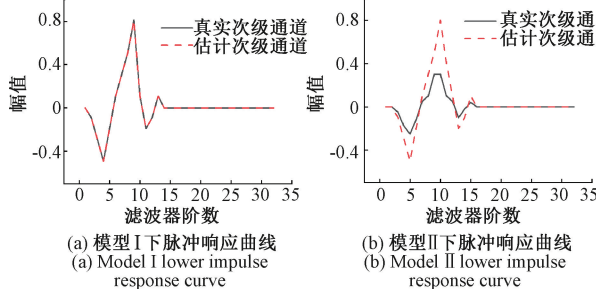 0.8
0.4
0
-0.4
幅值
真实次级通道
估计次级通道
0 5 10 15 20 25 30 35
滤波器阶数
(a) 模型Ⅰ下脉冲响应曲线
(a) Model Ⅰ lower impulse
response curve
0.8
0.4
0
-0.4
幅值
真实次级通
估计次级通
0 5 10 15 20 25 30 35
滤波器阶数
(b) 模型Ⅱ下脉冲响应曲线
(b) Model Ⅱ lower impulse
response curve